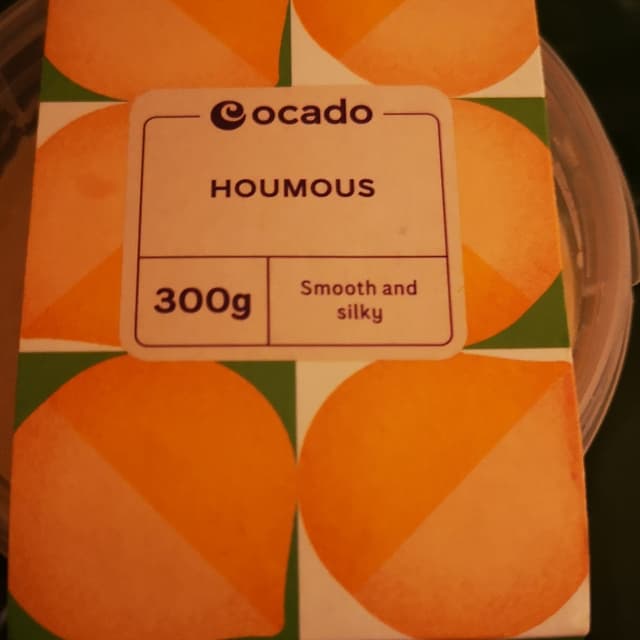 ocado
HOUMOUS
300g
Smooth and
silky